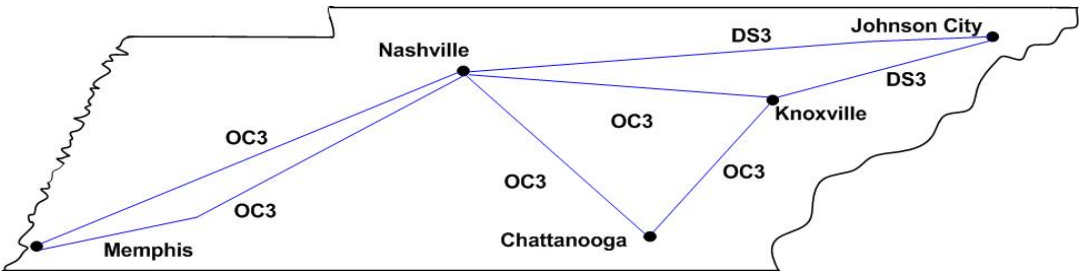 Johnson City
DS3
Nashville
DS3
Knoxville
OC3
OC3
OC3
OC3
OC3
Chattanooga
Memphis